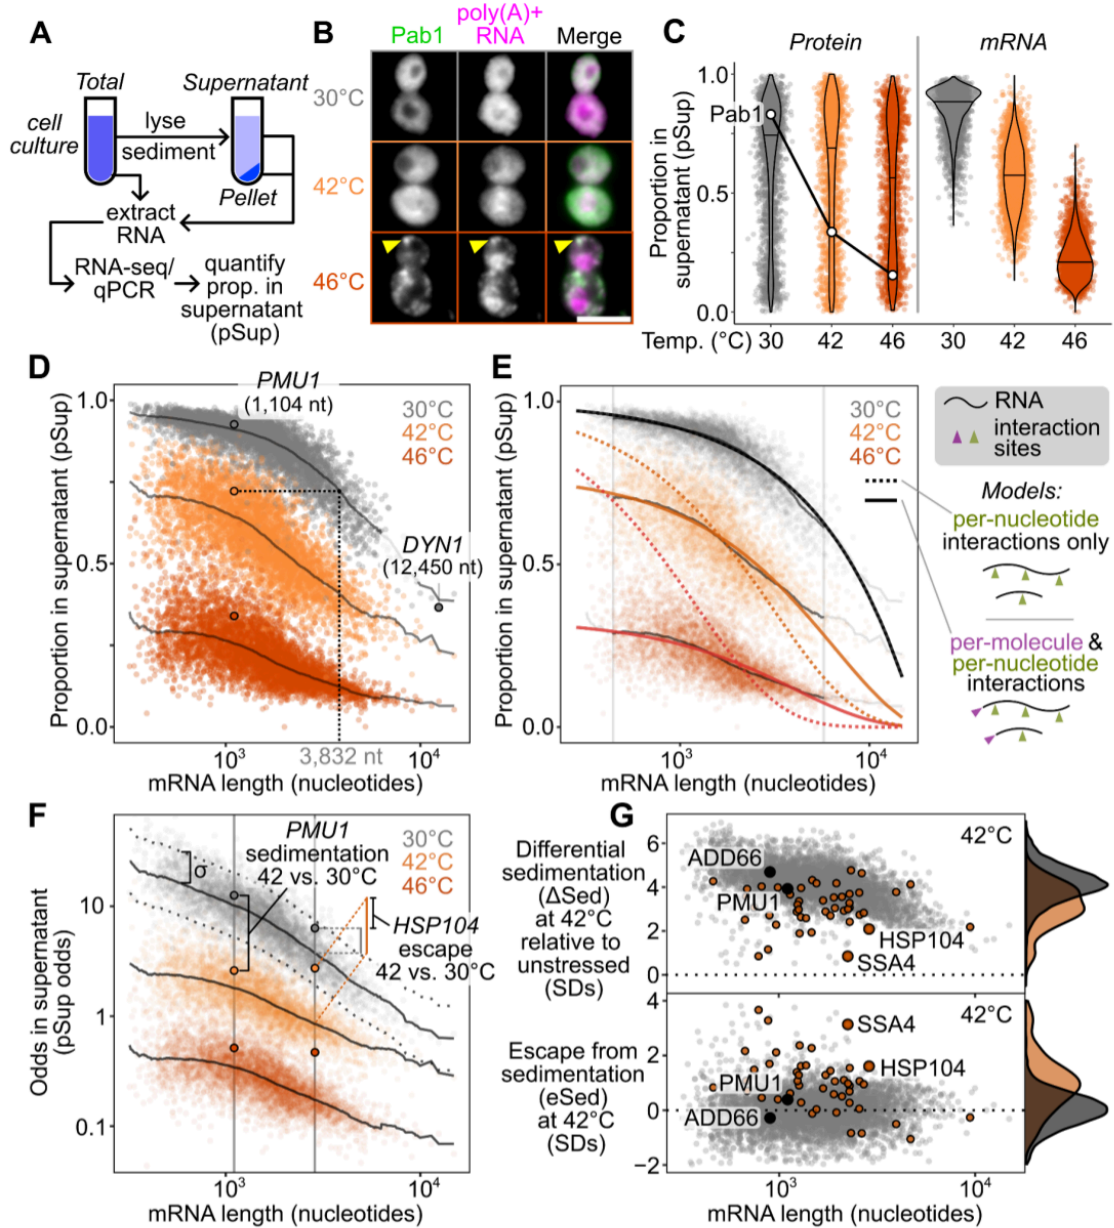 A
Total
Supernatant
cell
culture
lyse
sediment
Pellet
extract
RNA
RNA-seq/
qPCR
quantify
prop. in
supernatant
(pSup)
B
poly(A)+
Pab1
RNA
Merge
30°C
42°C
46°C
C
Protein
mRNA
Proportion in
supernatant (pSup)
1.0
0.5
0.0
Pab1
Temp. (°C)
30
42
46
30
42
46
D
Proportion in supernatant (pSup)
1.0
0.5
0.0
PMU1
(1,104 nt)
30°C
42°C
46°C
DYN1
(12,450 nt)
10³
3,832 nt
10⁴
mRNA length (nucleotides)
E
Proportion in supernatant (pSup)
1.0
0.5
0.0
30°C
42°C
46°C
10³
10⁴
mRNA length (nucleotides)
RNA
interaction
sites
Models:
per-nucleotide
interactions only
per-molecule &
per-nucleotide
interactions
F
Odds in supernatant
(pSup odds)
10
1
0.1
PMU1
sedimentation
42 vs. 30°C
30°C
42°C
46°C
σ
HSP104
escape
42 vs. 30°C
10³
10⁴
mRNA length (nucleotides)
G
Differential
sedimentation
(ΔSed)
at 42°C
relative to
unstressed
(SDs)
6
4
2
0
42°C
ADD66
PMU1
HSP104
SSA4
Escape from
sedimentation
(eSed)
at 42°C
(SDs)
4
2
0
−2
42°C
SSA4
HSP104
PMU1
ADD66
10³
10⁴
mRNA length (nucleotides)